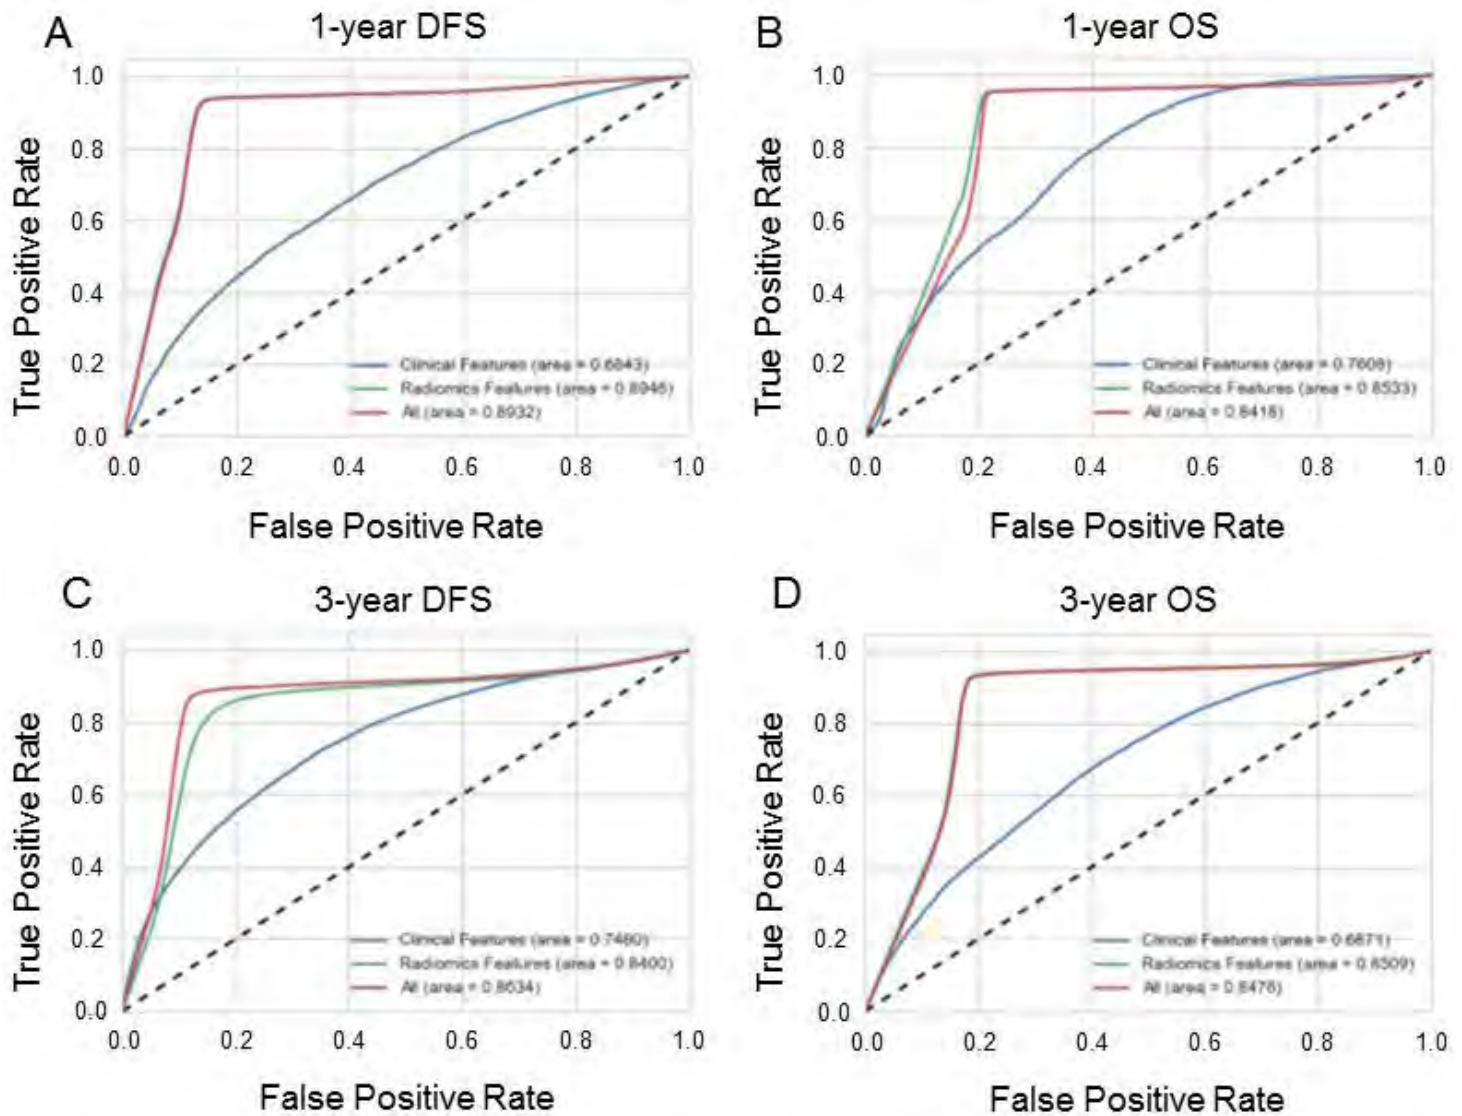 A
1-year DFS
True Positive Rate
1.0
0.8
0.6
0.4
0.2
0.0
Clinical Features (area = 0.6843)
Radiomics Features (area = 0.8946)
All (area = 0.8932)
0.0 0.2 0.4 0.6 0.8 1.0
False Positive Rate
B
1-year OS
True Positive Rate
1.0
0.8
0.6
0.4
0.2
0.0
Clinical Features (area = 0.7608)
Radiomics Features (area = 0.8533)
All (area = 0.8418)
0.0 0.2 0.4 0.6 0.8 1.0
False Positive Rate
C
3-year DFS
True Positive Rate
1.0
0.8
0.6
0.4
0.2
0.0
Clinical Features (area = 0.7460)
Radiomics Features (area = 0.8400)
All (area = 0.8634)
0.0 0.2 0.4 0.6 0.8 1.0
False Positive Rate
D
3-year OS
True Positive Rate
1.0
0.8
0.6
0.4
0.2
0.0
Clinical Features (area = 0.6671)
Radiomics Features (area = 0.8509)
All (area = 0.8476)
0.0 0.2 0.4 0.6 0.8 1.0
False Positive Rate